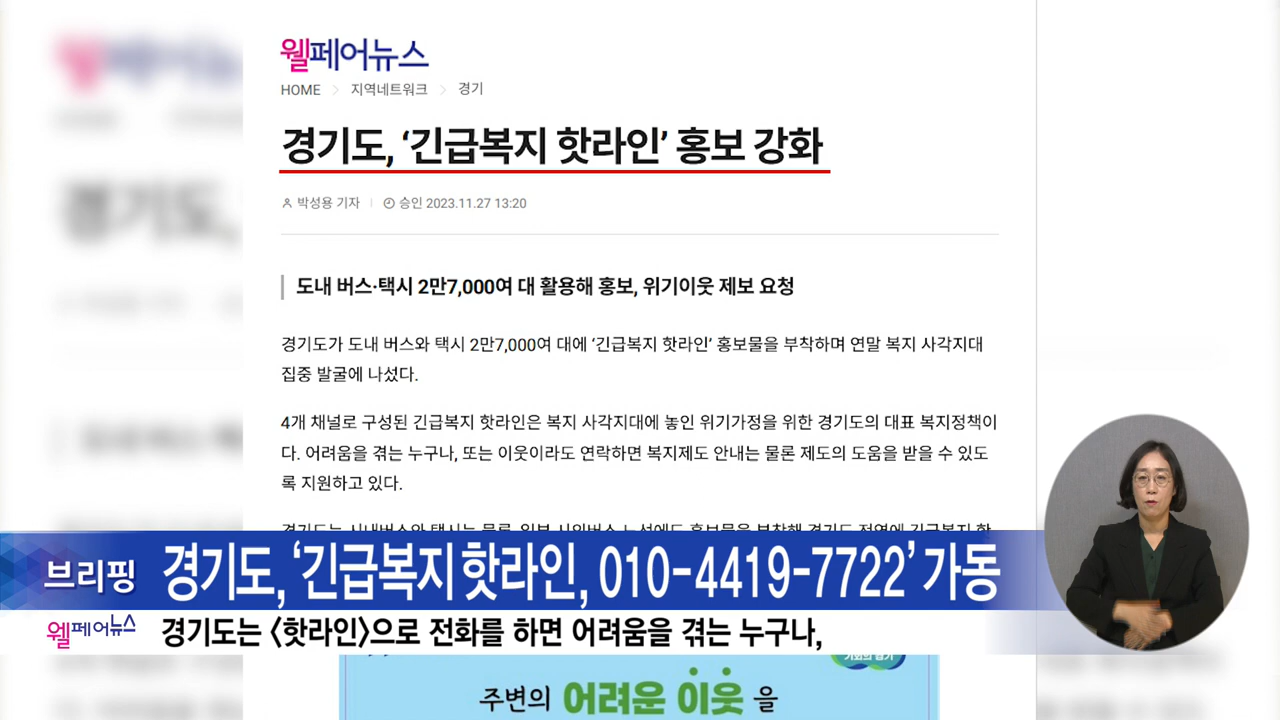 웰페어뉴스
HOME > 지역네트워크 > 경기
경기도, ‘긴급복지 핫라인’ 홍보 강화
박성용 기자 | 승인 2023.11.27 13:20
도내 버스·택시 2만7,000여 대 활용해 홍보, 위기이웃 제보 요청
경기도가 도내 버스와 택시 2만7,000여 대에 ‘긴급복지 핫라인’ 홍보물을 부착하며 연말 복지 사각지대
집중 발굴에 나섰다.
4개 채널로 구성된 긴급복지 핫라인은 복지 사각지대에 놓인 위기가정을 위한 경기도의 대표 복지정책이
다. 어려움을 겪는 누구나, 또는 이웃이라도 연락하면 복지제도 안내는 물론 제도의 도움을 받을 수 있도
록 지원하고 있다.
브리핑 경기도, ‘긴급복지 핫라인, 010-4419-7722’ 가동
웰페어뉴스 경기도는 <핫라인>으로 전화를 하면 어려움을 겪는 누구나,
주변의 어려운 이웃을